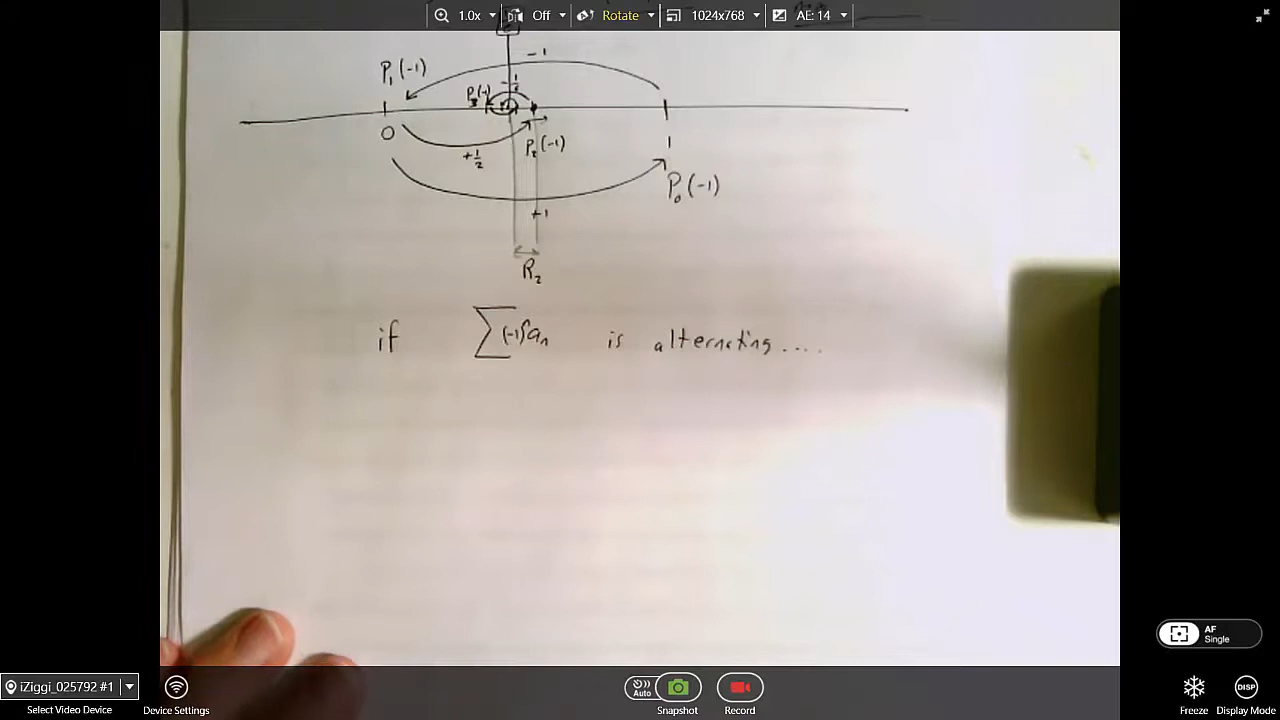 1.0x Off Rotate 1024x768 AE: 14
-1
P₁(-1)
P₃(-1)
0
+½
P₂(-1)
1
P₀(-1)
+1
R₂
if ∑(-1)ⁿaₙ is alternating....
AF
Single
iZiggi_025792 #1
Auto
Select Video Device
Device Settings
Snapshot
Record
Freeze
Display Mode